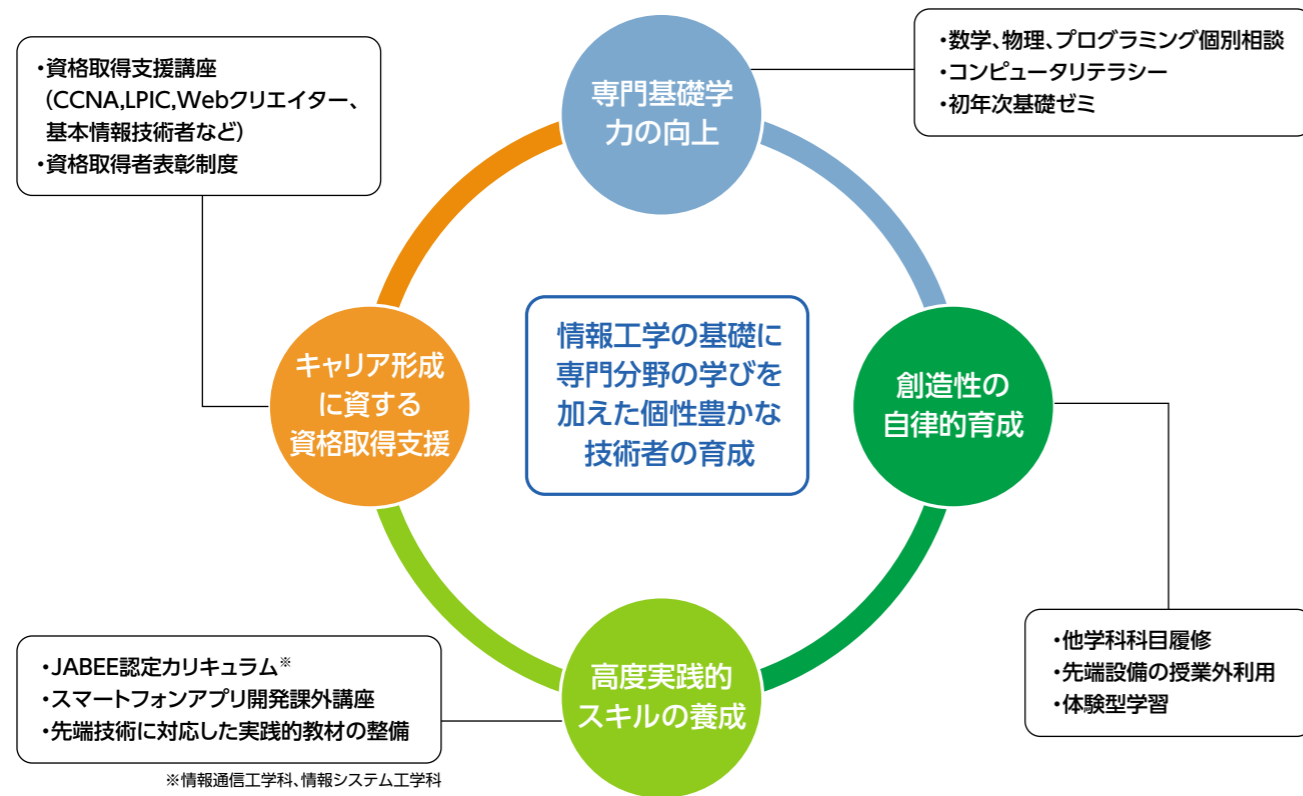 ・資格取得支援講座
(CCNA,LPIC,Webクリエイター、
基本情報技術者など)
・資格取得者表彰制度
専門基礎学
力の向上
・数学、物理、プログラミング個別相談
・コンピュータリテラシー
・初年次基礎ゼミ
キャリア形成
に資する
資格取得支援
情報工学の基礎に
専門分野の学びを
加えた個性豊かな
技術者の育成
創造性の
自律的育成
・JABEE認定カリキュラム※
・スマートフォンアプリ開発課外講座
・先端技術に対応した実践的教材の整備
※情報通信工学科、情報システム工学科
高度実践的
スキルの養成
・他学科科目履修
・先端設備の授業外利用
・体験型学習